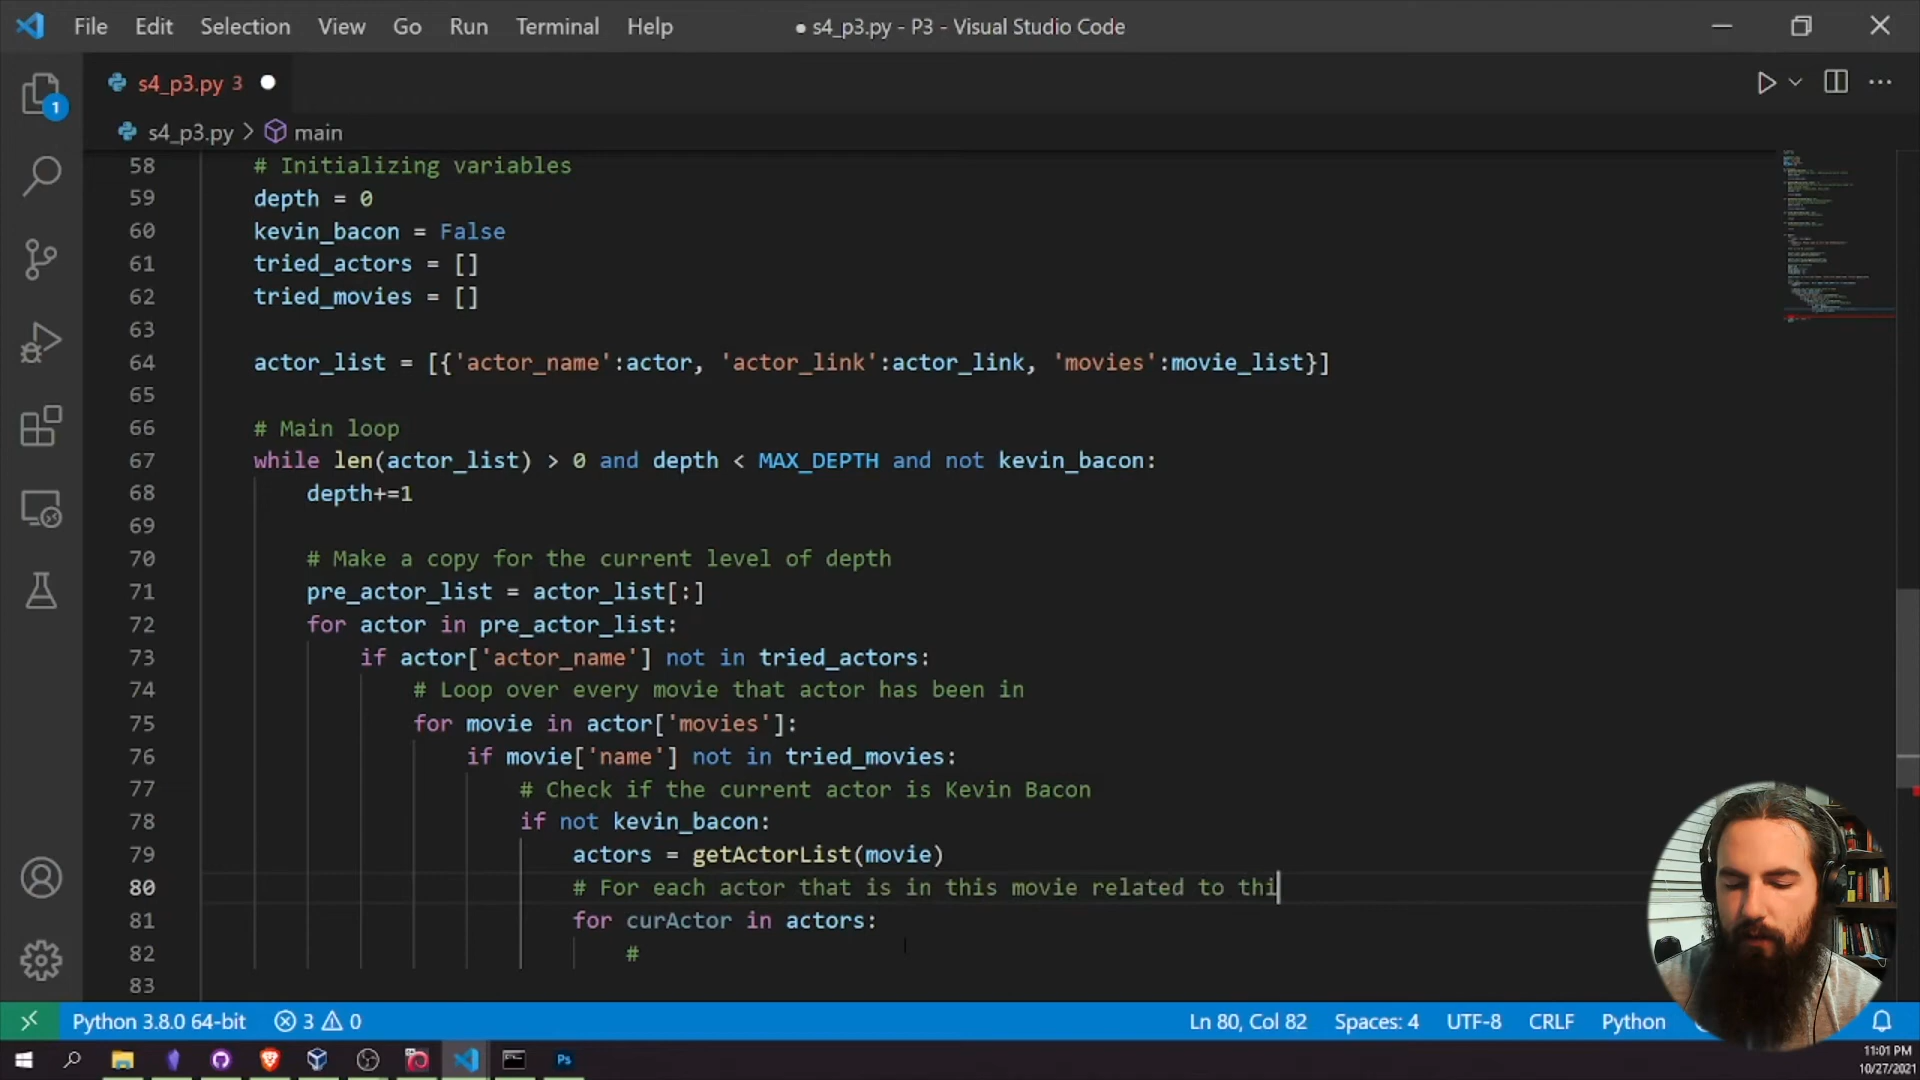 File Edit Selection View Go Run Terminal Help
● s4_p3.py - P3 - Visual Studio Code
s4_p3.py 3
1
s4_p3.py > main
58 # Initializing variables
59 depth = 0
60 kevin_bacon = False
61 tried_actors = []
62 tried_movies = []
63
64 actor_list = [{'actor_name':actor, 'actor_link':actor_link, 'movies':movie_list}]
65
66 # Main loop
67 while len(actor_list) > 0 and depth < MAX_DEPTH and not kevin_bacon:
68 depth+=1
69
70 # Make a copy for the current level of depth
71 pre_actor_list = actor_list[:]
72 for actor in pre_actor_list:
73 if actor['actor_name'] not in tried_actors:
74 # Loop over every movie that actor has been in
75 for movie in actor['movies']:
76 if movie['name'] not in tried_movies:
77 # Check if the current actor is Kevin Bacon
78 if not kevin_bacon:
79 actors = getActorList(movie)
80 # For each actor that is in this movie related to thi
81 for curActor in actors:
82 #
83
Python 3.8.0 64-bit 3 0 Ln 80, Col 82 Spaces: 4 UTF-8 CRLF Python
Ps
11:01 PM
10/27/2021